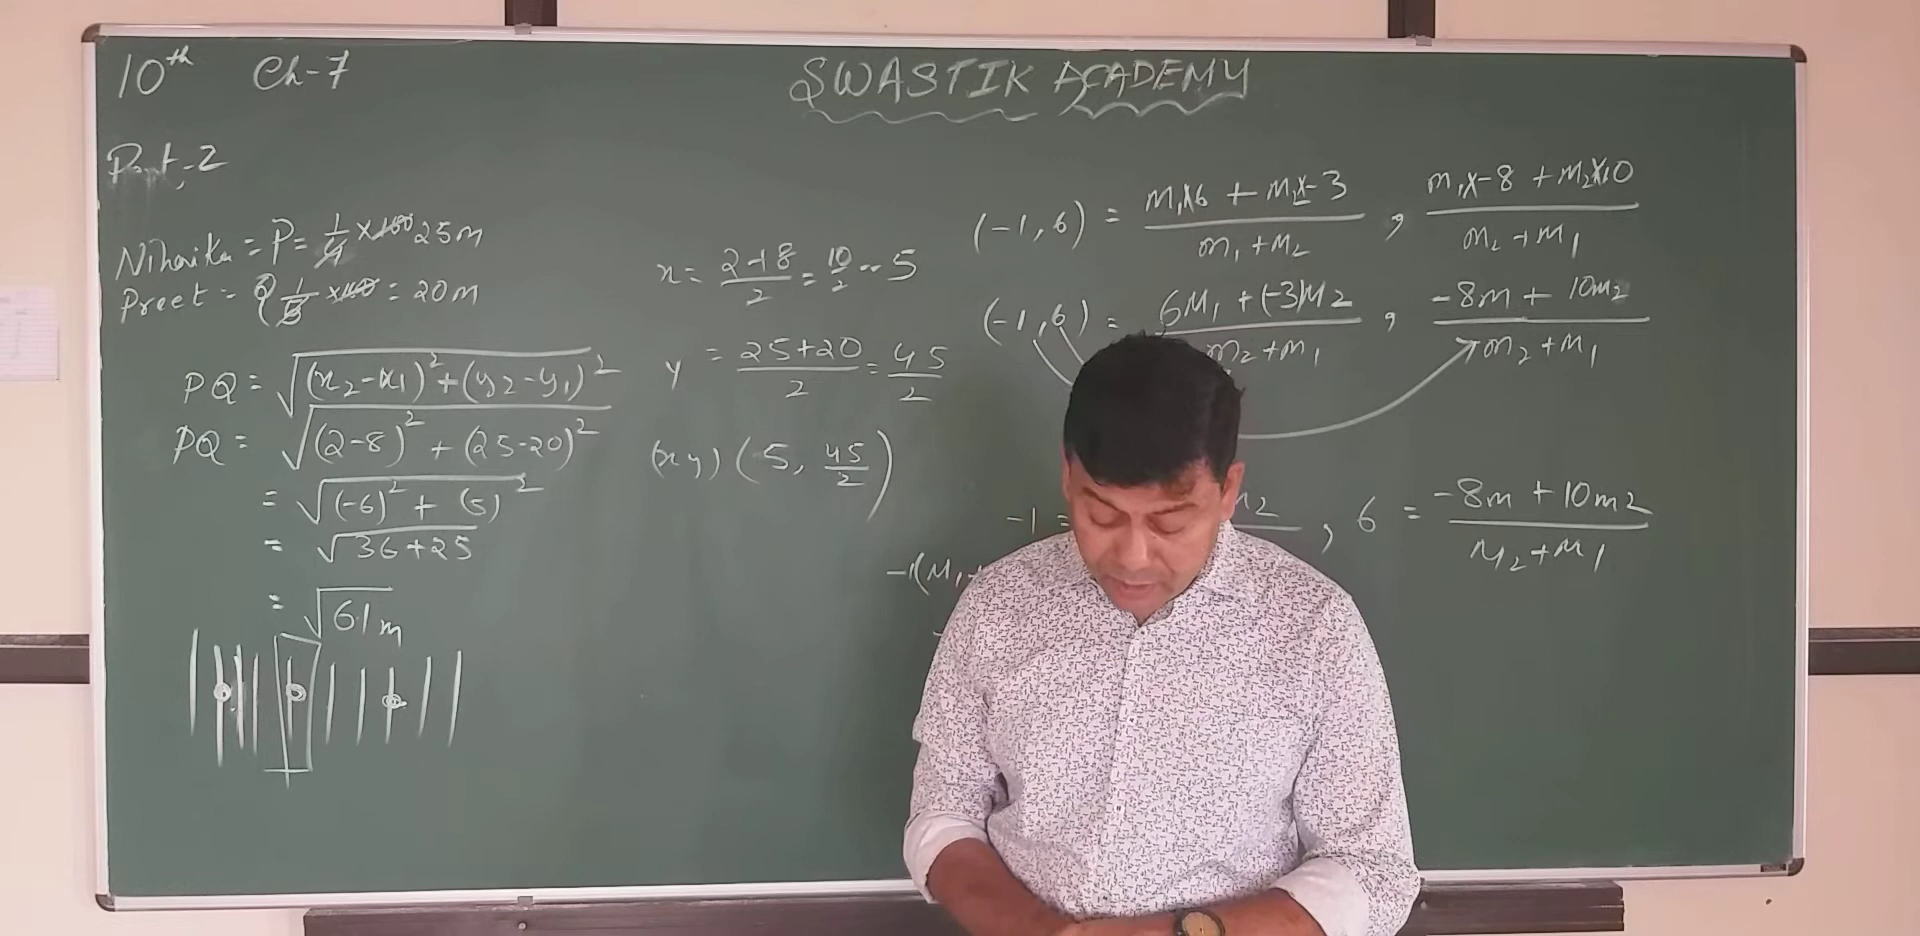 10th Ch-7
SWASTIK ACADEMY
Part-2
Niharika = P = 1/4 × 100 25m
Preet = Q 1/5 × 100 = 20m
PQ = √(x2-x1)² + (y2-y1)²
PQ = √(2-8)² + (25-20)²
= √(-6)² + (5)²
= √36+25
= √61m
x = 2+8/2 = 10/2 = 5
y = 25+20/2 = 45/2
(x y) (5, 45/2)
(-1, 6) = m1×6 + m2×-3/m1+m2 , m1×-8 + m2×10/m2+m1
(-1, 6) = 6m1 + (-3)m2/m2+m1 , -8m + 10m2/m2+m1
-1 = , 6 = -8m + 10m2/m2+m1
-1(m1+